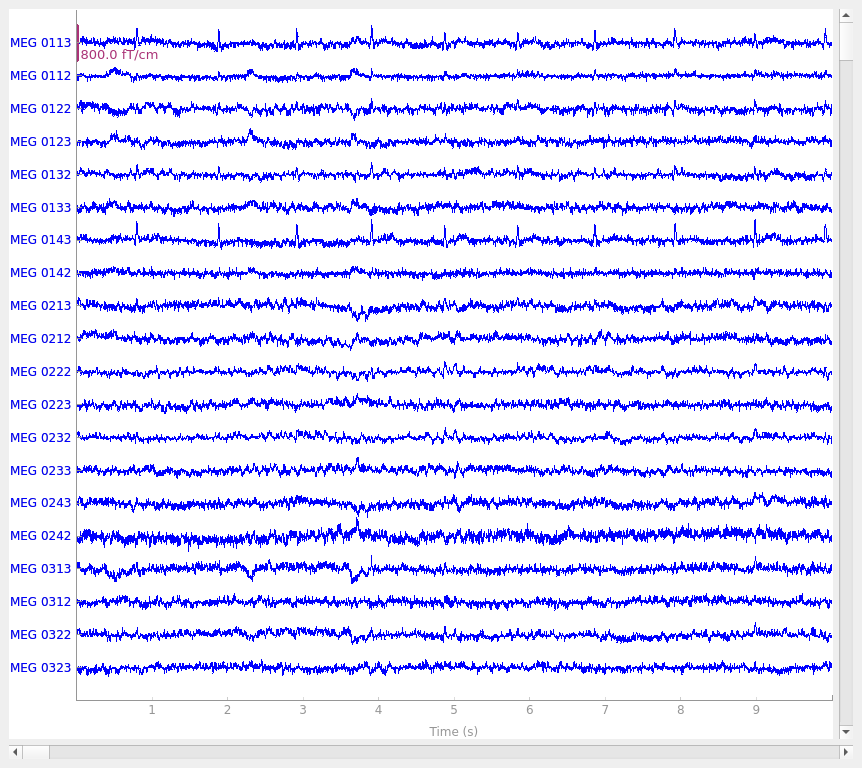 MEG 0113
800.0 fT/cm
MEG 0112
MEG 0122
MEG 0123
MEG 0132
MEG 0133
MEG 0143
MEG 0142
MEG 0213
MEG 0212
MEG 0222
MEG 0223
MEG 0232
MEG 0233
MEG 0243
MEG 0242
MEG 0313
MEG 0312
MEG 0322
MEG 0323
1 2 3 4 5 6 7 8 9
Time (s)